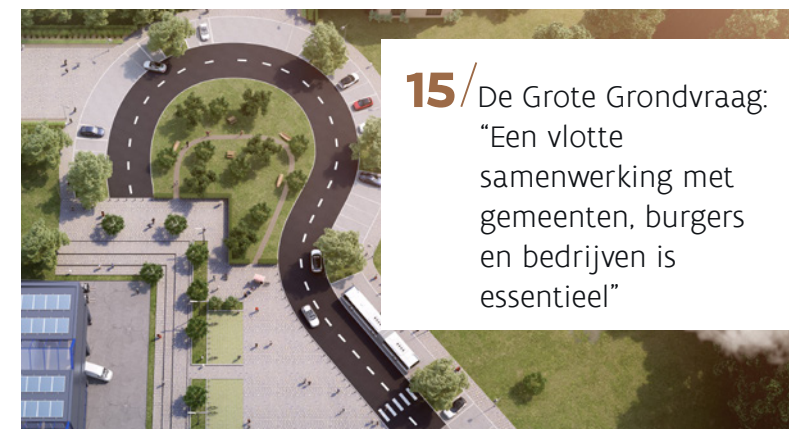 15/De Grote Grondvraag:
“Een vlotte
samenwerking met
gemeenten, burgers
en bedrijven is
essentieel”